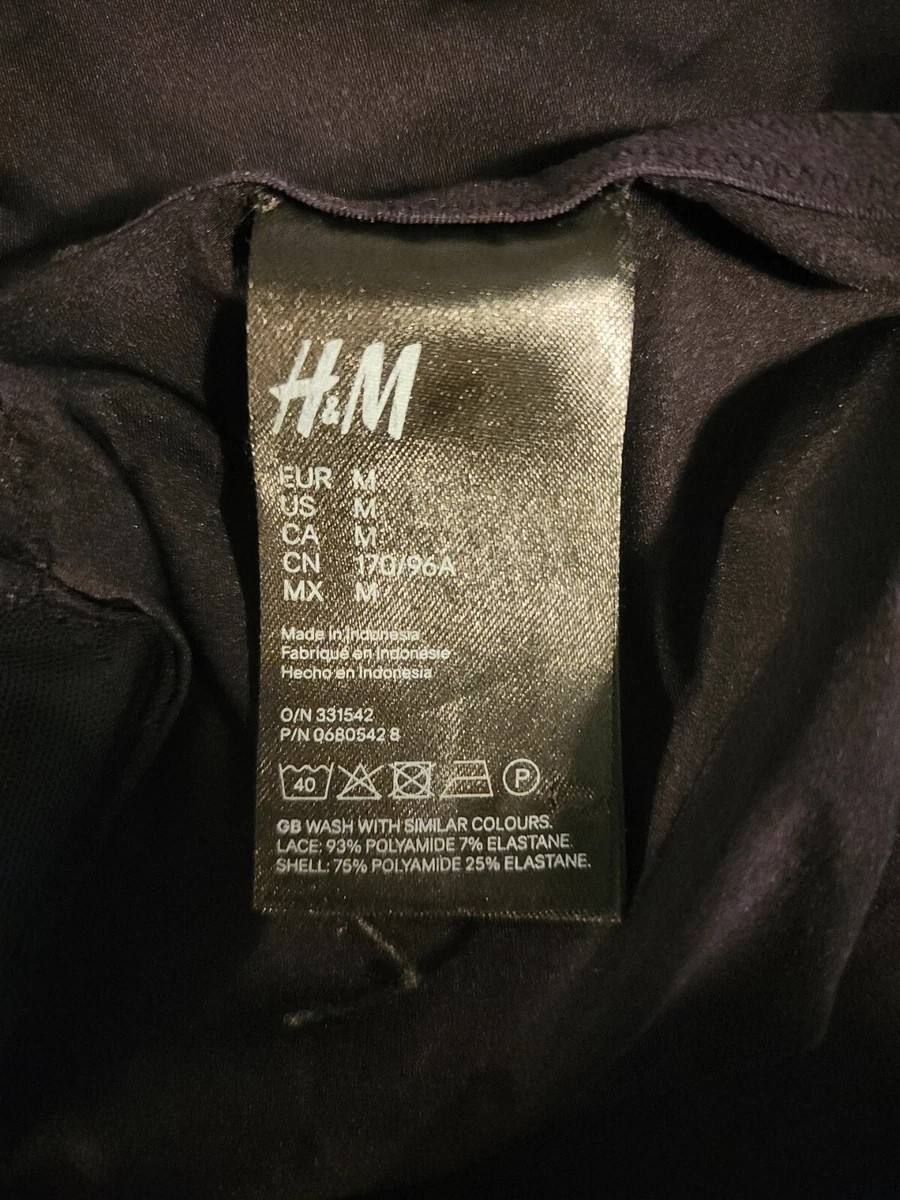 H&M
EUR M
US M
CA M
CN 170/96A
MX M
Made in Indonesia
Fabriqué en Indonésie
Hecho en Indonesia
O/N 331542
P/N 0680542 8
40 P
GB WASH WITH SIMILAR COLOURS.
LACE: 93% POLYAMIDE 7% ELASTANE.
SHELL: 75% POLYAMIDE 25% ELASTANE.